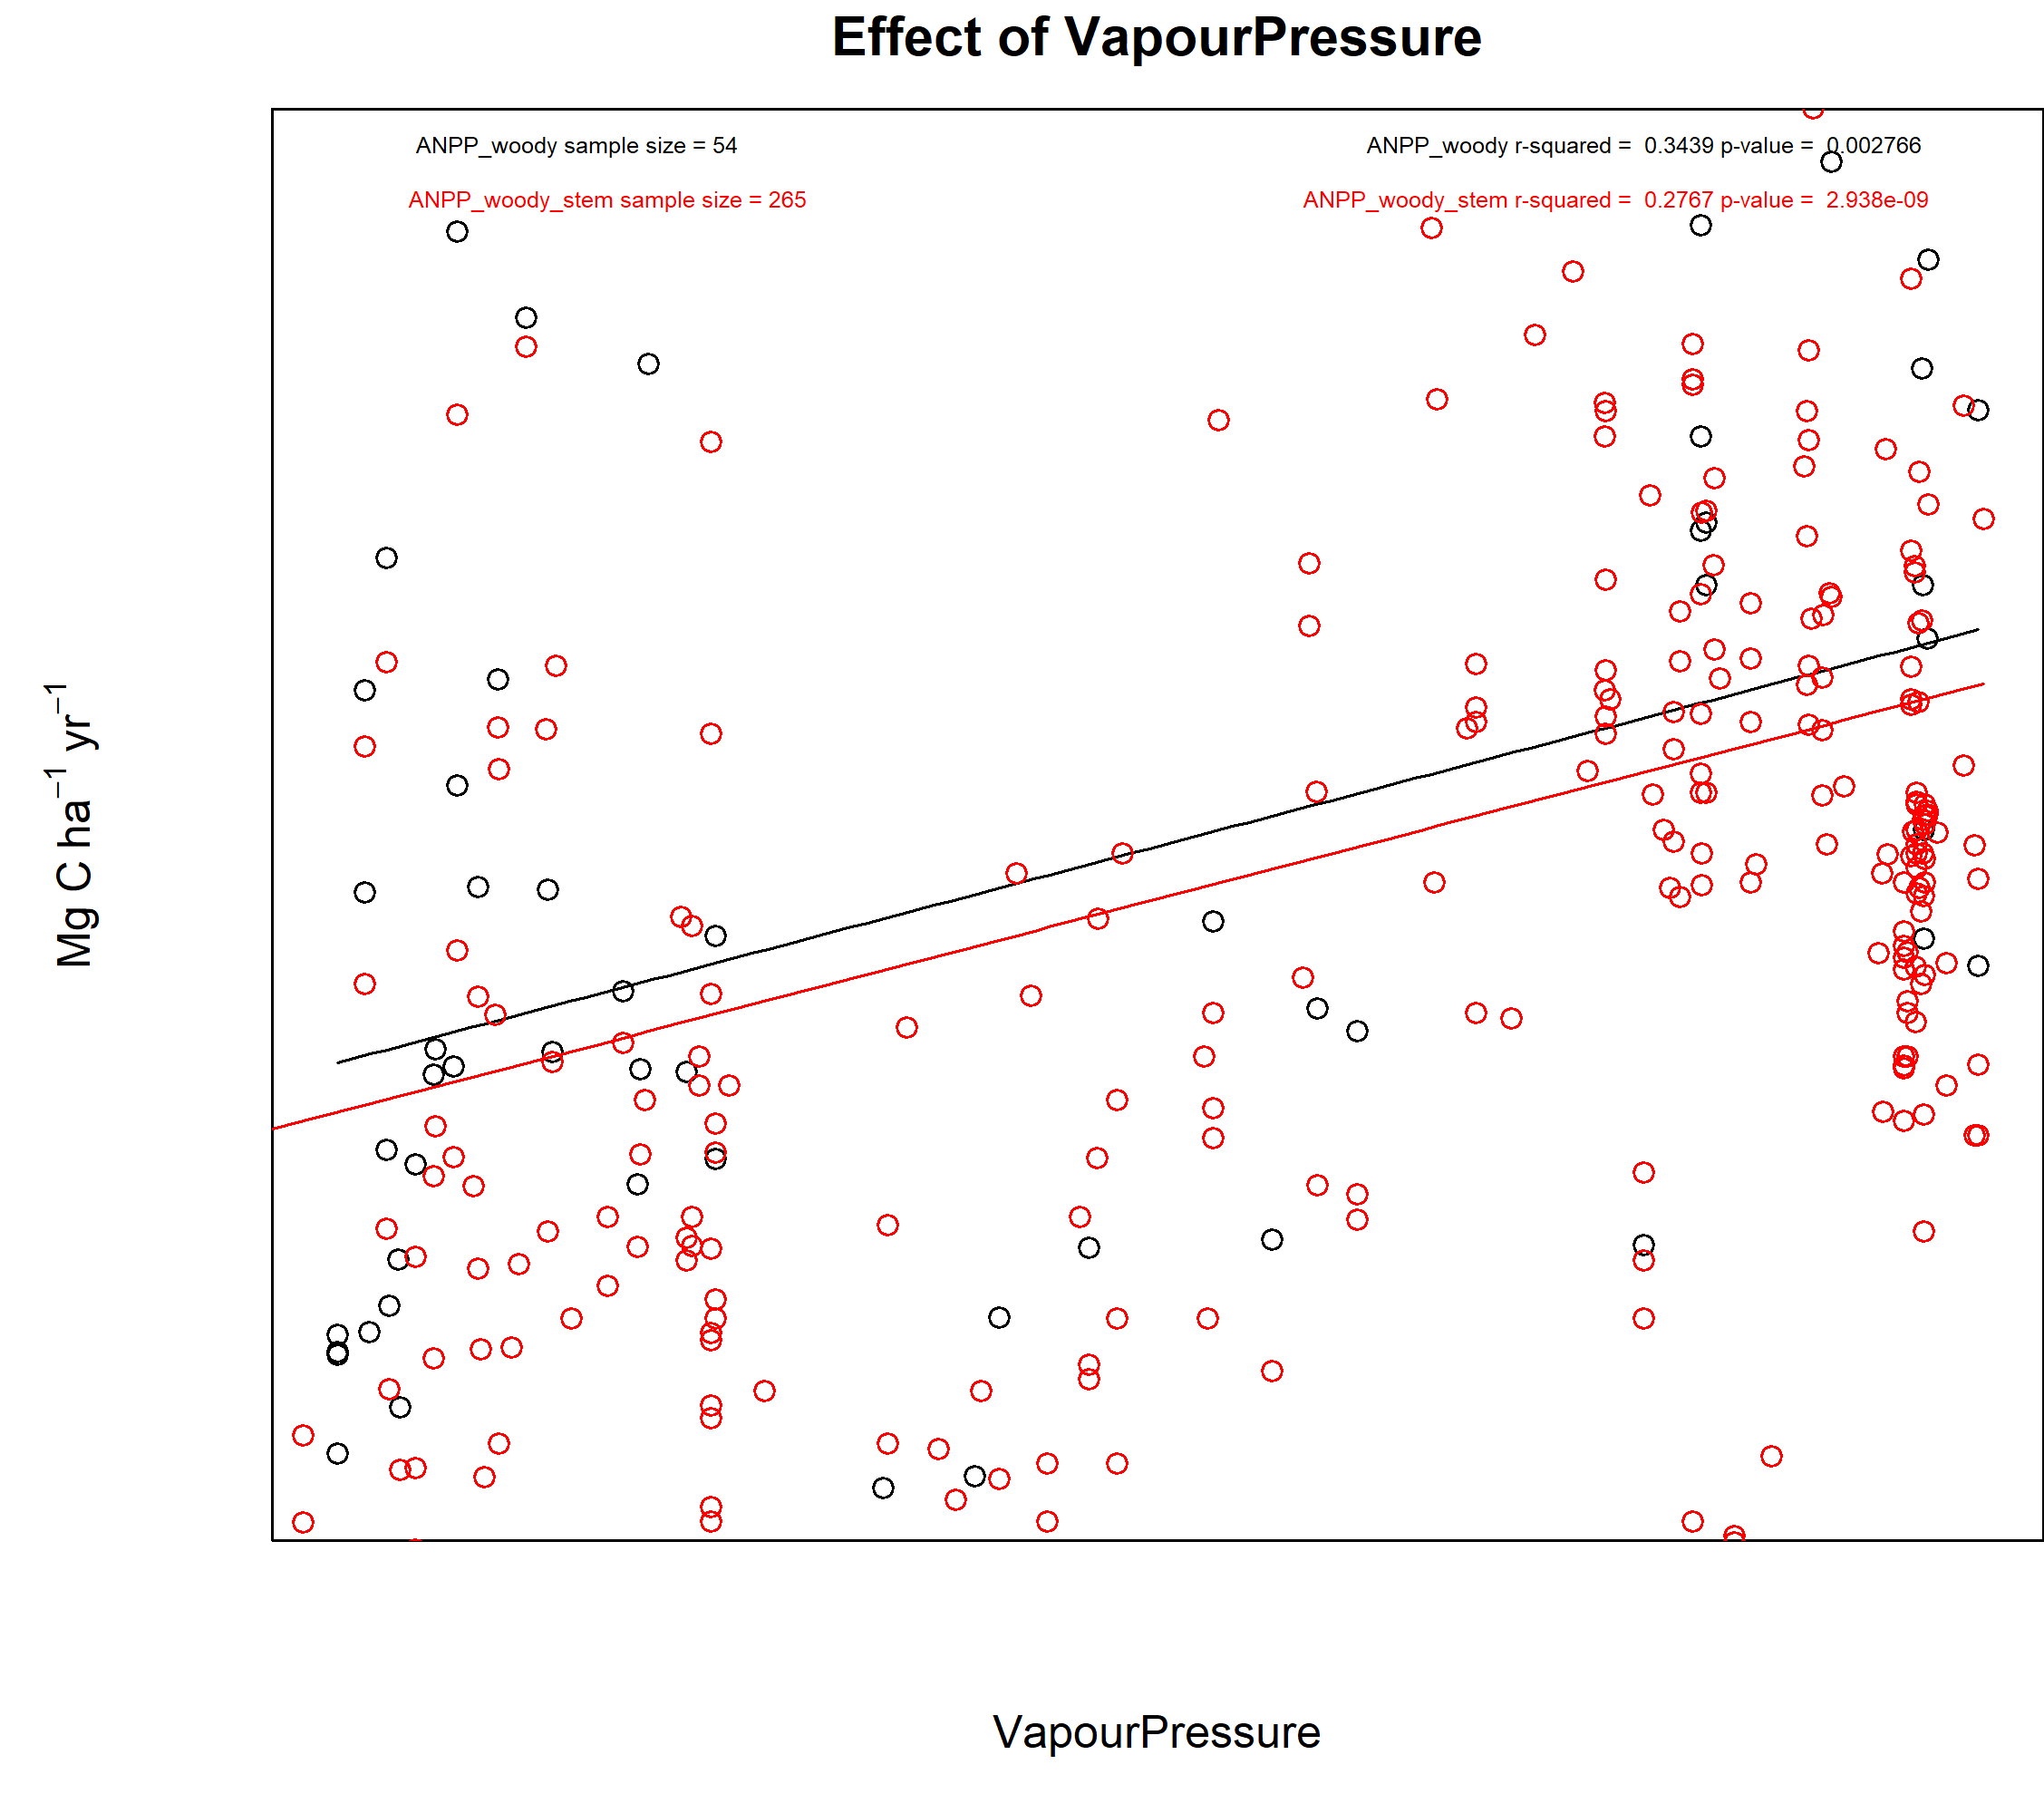 Effect of VapourPressure
ANPP_woody sample size = 54
ANPP_woody r-squared =  0.3439 p-value =  0.002766
ANPP_woody_stem sample size = 265
ANPP_woody_stem r-squared =  0.2767 p-value =  2.938e-09
Mg C ha⁻¹ yr⁻¹
VapourPressure